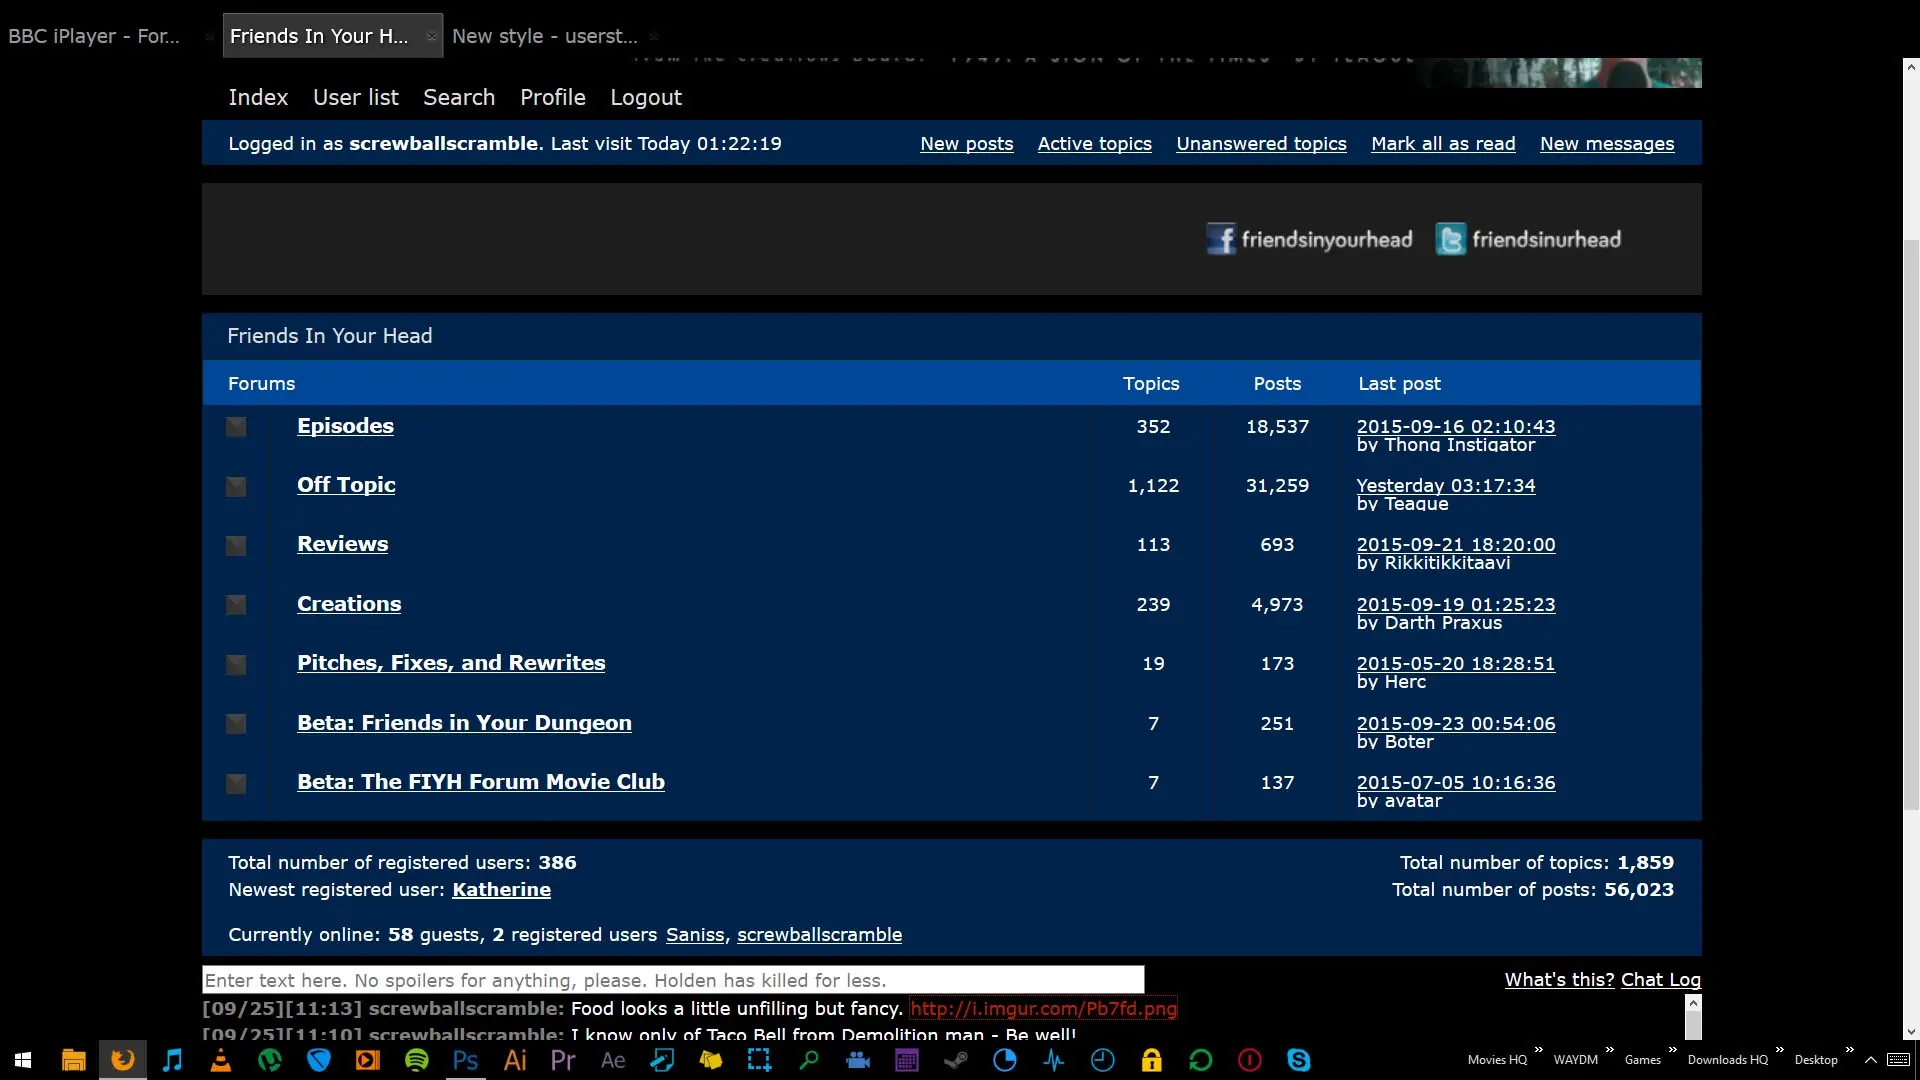 BBC iPlayer - For...
Friends In Your H...
New style - userst...
Index User list Search Profile Logout
Logged in as screwballscramble. Last visit Today 01:22:19
New posts Active topics Unanswered topics Mark all as read New messages
friendsinyourhead friendsinurhead
Friends In Your Head
Forums Topics Posts Last post
Episodes 352 18,537 2015-09-16 02:10:43
by Thong Instigator
Off Topic 1,122 31,259 Yesterday 03:17:34
by Teague
Reviews 113 693 2015-09-21 18:20:00
by Rikkitikkitaavi
Creations 239 4,973 2015-09-19 01:25:23
by Darth Praxus
Pitches, Fixes, and Rewrites 19 173 2015-05-20 18:28:51
by Herc
Beta: Friends in Your Dungeon 7 251 2015-09-23 00:54:06
by Boter
Beta: The FIYH Forum Movie Club 7 137 2015-07-05 10:16:36
by avatar
Total number of registered users: 386 Total number of topics: 1,859
Newest registered user: Katherine Total number of posts: 56,023
Currently online: 58 guests, 2 registered users Saniss, screwballscramble
Enter text here. No spoilers for anything, please. Holden has killed for less.
What's this? Chat Log
[09/25][11:13] screwballscramble: Food looks a little unfilling but fancy. http://i.imgur.com/Pb7fd.png
[09/25][11:10] screwballscramble: I know only of Taco Bell from Demolition man - Be well!
Ps Ai Pr Ae
Movies HQ » WAYDM » Games » Downloads HQ » Desktop »